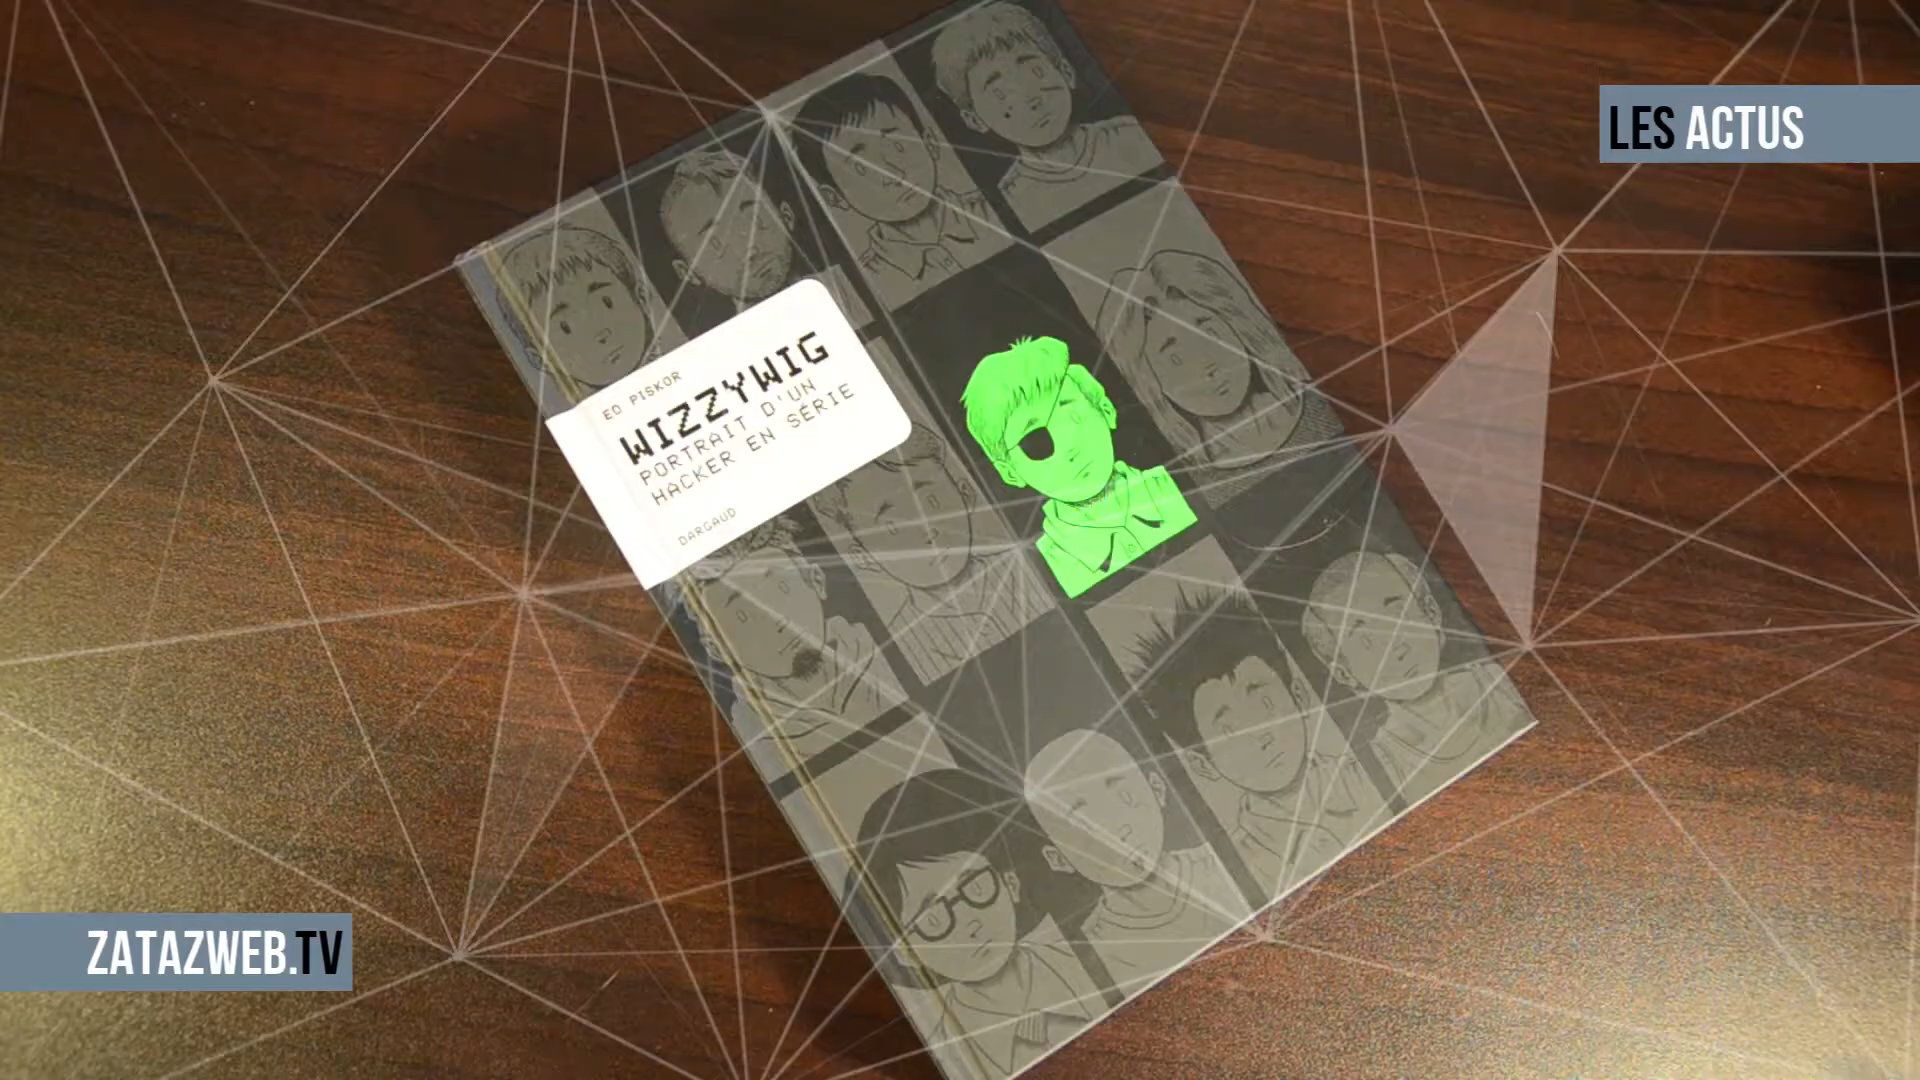 LES ACTUS
ED PISKOR
WIZZYWIG
PORTRAIT D'UN
HACKER EN SÉRIE
DARGAUD
ZATAZWEB.TV